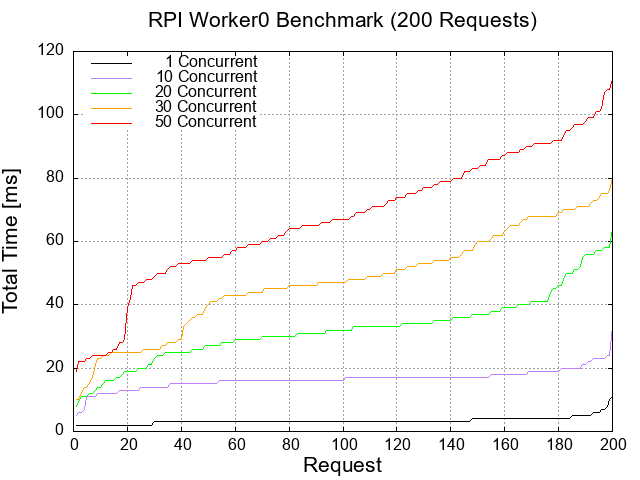 RPI Worker0 Benchmark (200 Requests)
Total Time [ms]
120
100
80
60
40
20
0
1 Concurrent
10 Concurrent
20 Concurrent
30 Concurrent
50 Concurrent
0 20 40 60 80 100 120 140 160 180 200
Request